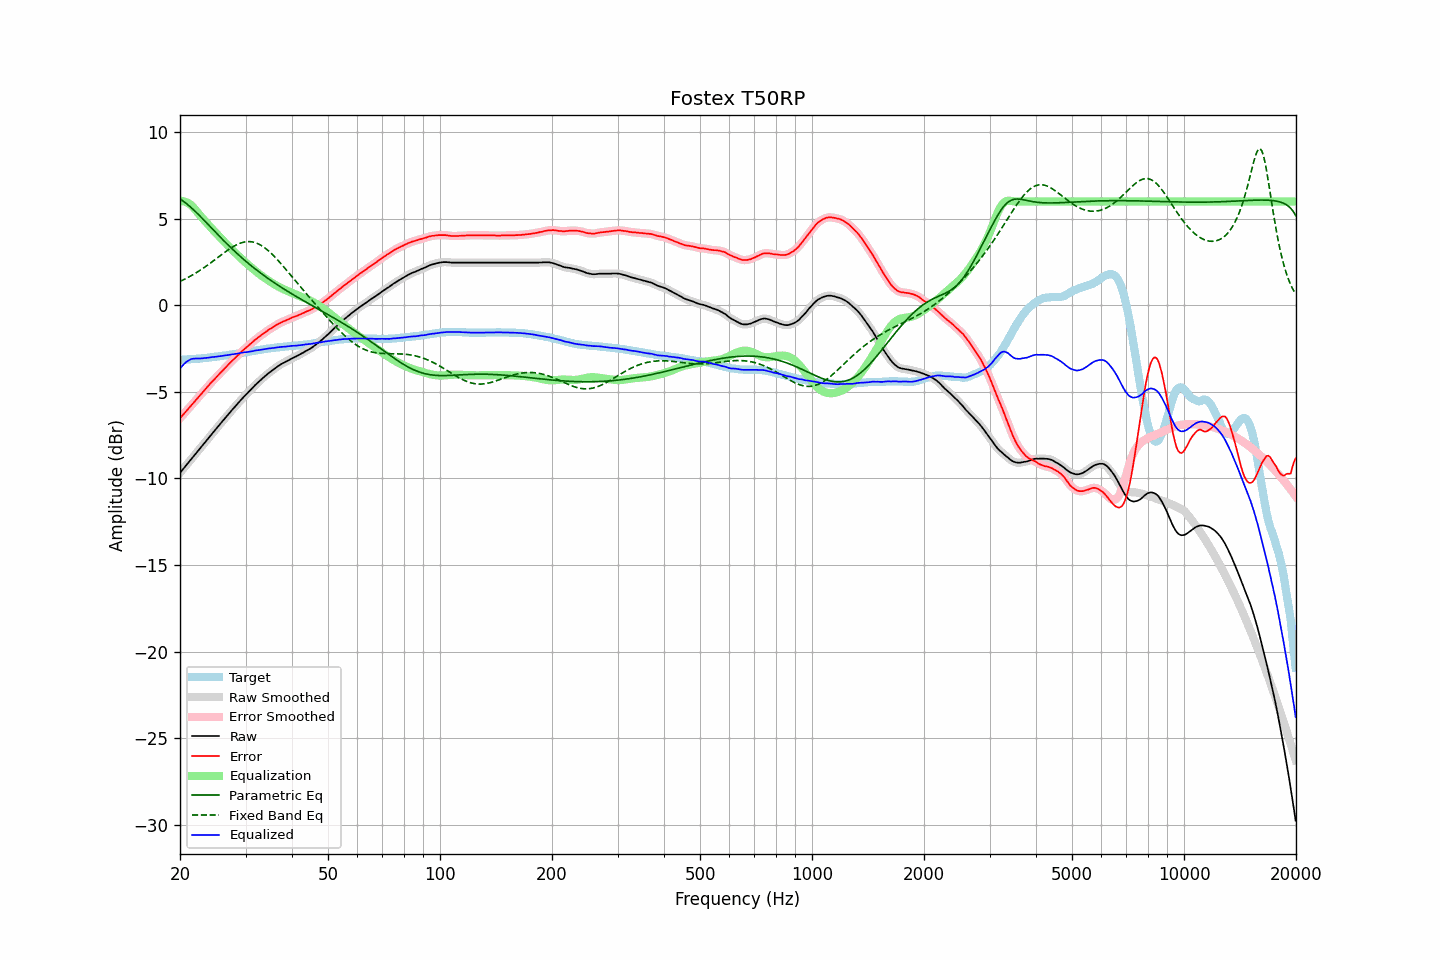 Fostex T50RP
10
5
0
−5
−10
−15
−20
−25
−30
Amplitude (dBr)
Target
Raw Smoothed
Error Smoothed
Raw
Error
Equalization
Parametric Eq
Fixed Band Eq
Equalized
20 50 100 200 500 1000 2000 5000 10000 20000
Frequency (Hz)